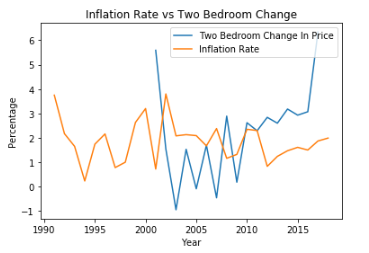 Inflation Rate vs Two Bedroom Change
Two Bedroom Change In Price
Inflation Rate
Percentage
6
5
4
3
2
1
0
−1
1990
1995
2000
2005
2010
2015
Year